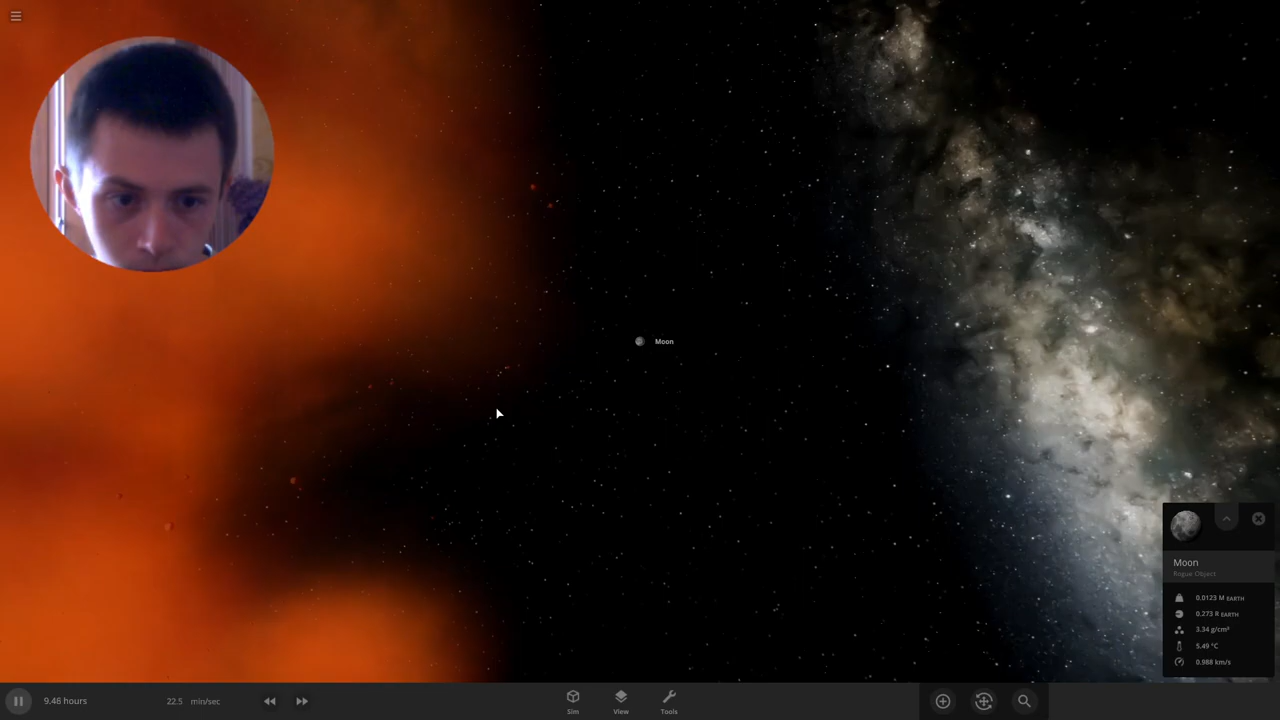 Moon
Moon
Rogue Object
0.0123 M EARTH
0.273 R EARTH
3.34 g/cm³
5.49 °C
0.988 km/s
9.48 hours
22.5 min/sec
Sim
View
Tools